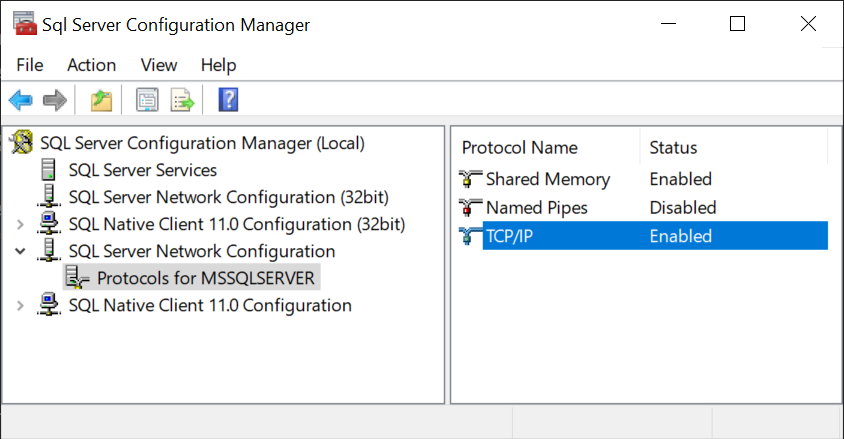 Sql Server Configuration Manager
File Action View Help
SQL Server Configuration Manager (Local)
SQL Server Services
SQL Server Network Configuration (32bit)
SQL Native Client 11.0 Configuration (32bit)
SQL Server Network Configuration
Protocols for MSSQLSERVER
SQL Native Client 11.0 Configuration
Protocol Name Status
Shared Memory Enabled
Named Pipes Disabled
TCP/IP Enabled